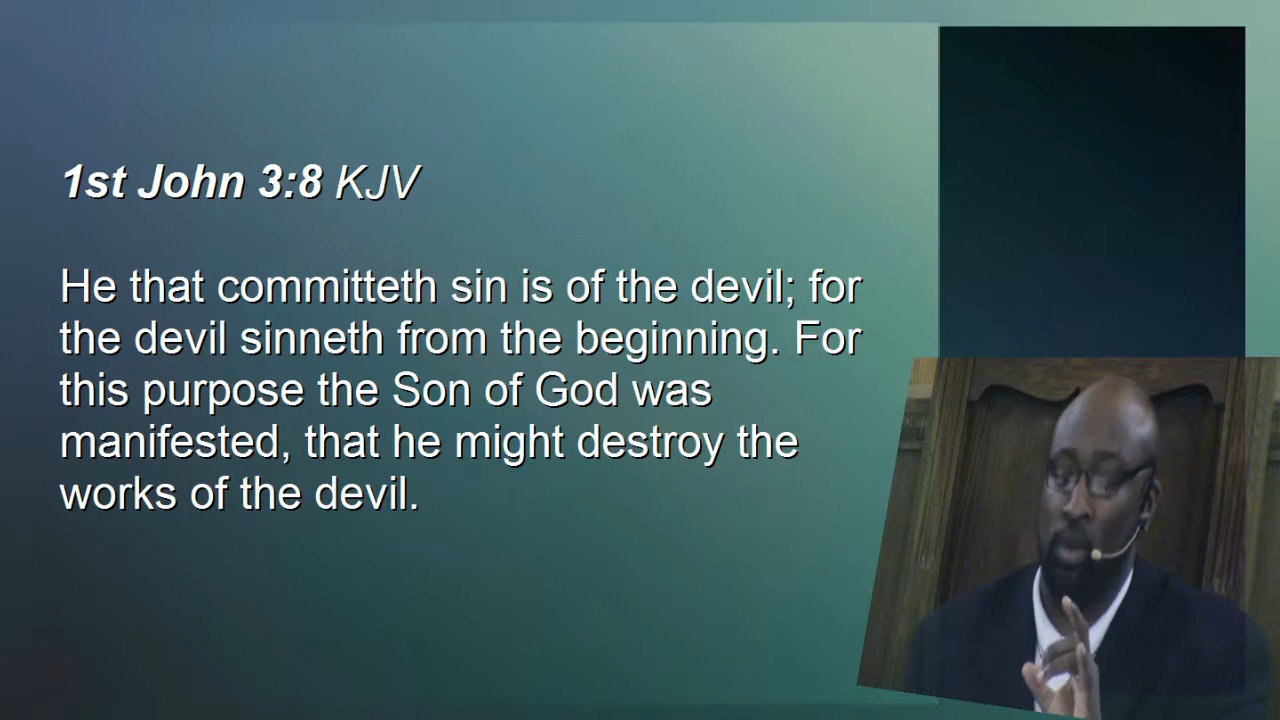 1st John 3:8 KJV
He that committeth sin is of the devil; for
the devil sinneth from the beginning. For
this purpose the Son of God was
manifested, that he might destroy the
works of the devil.